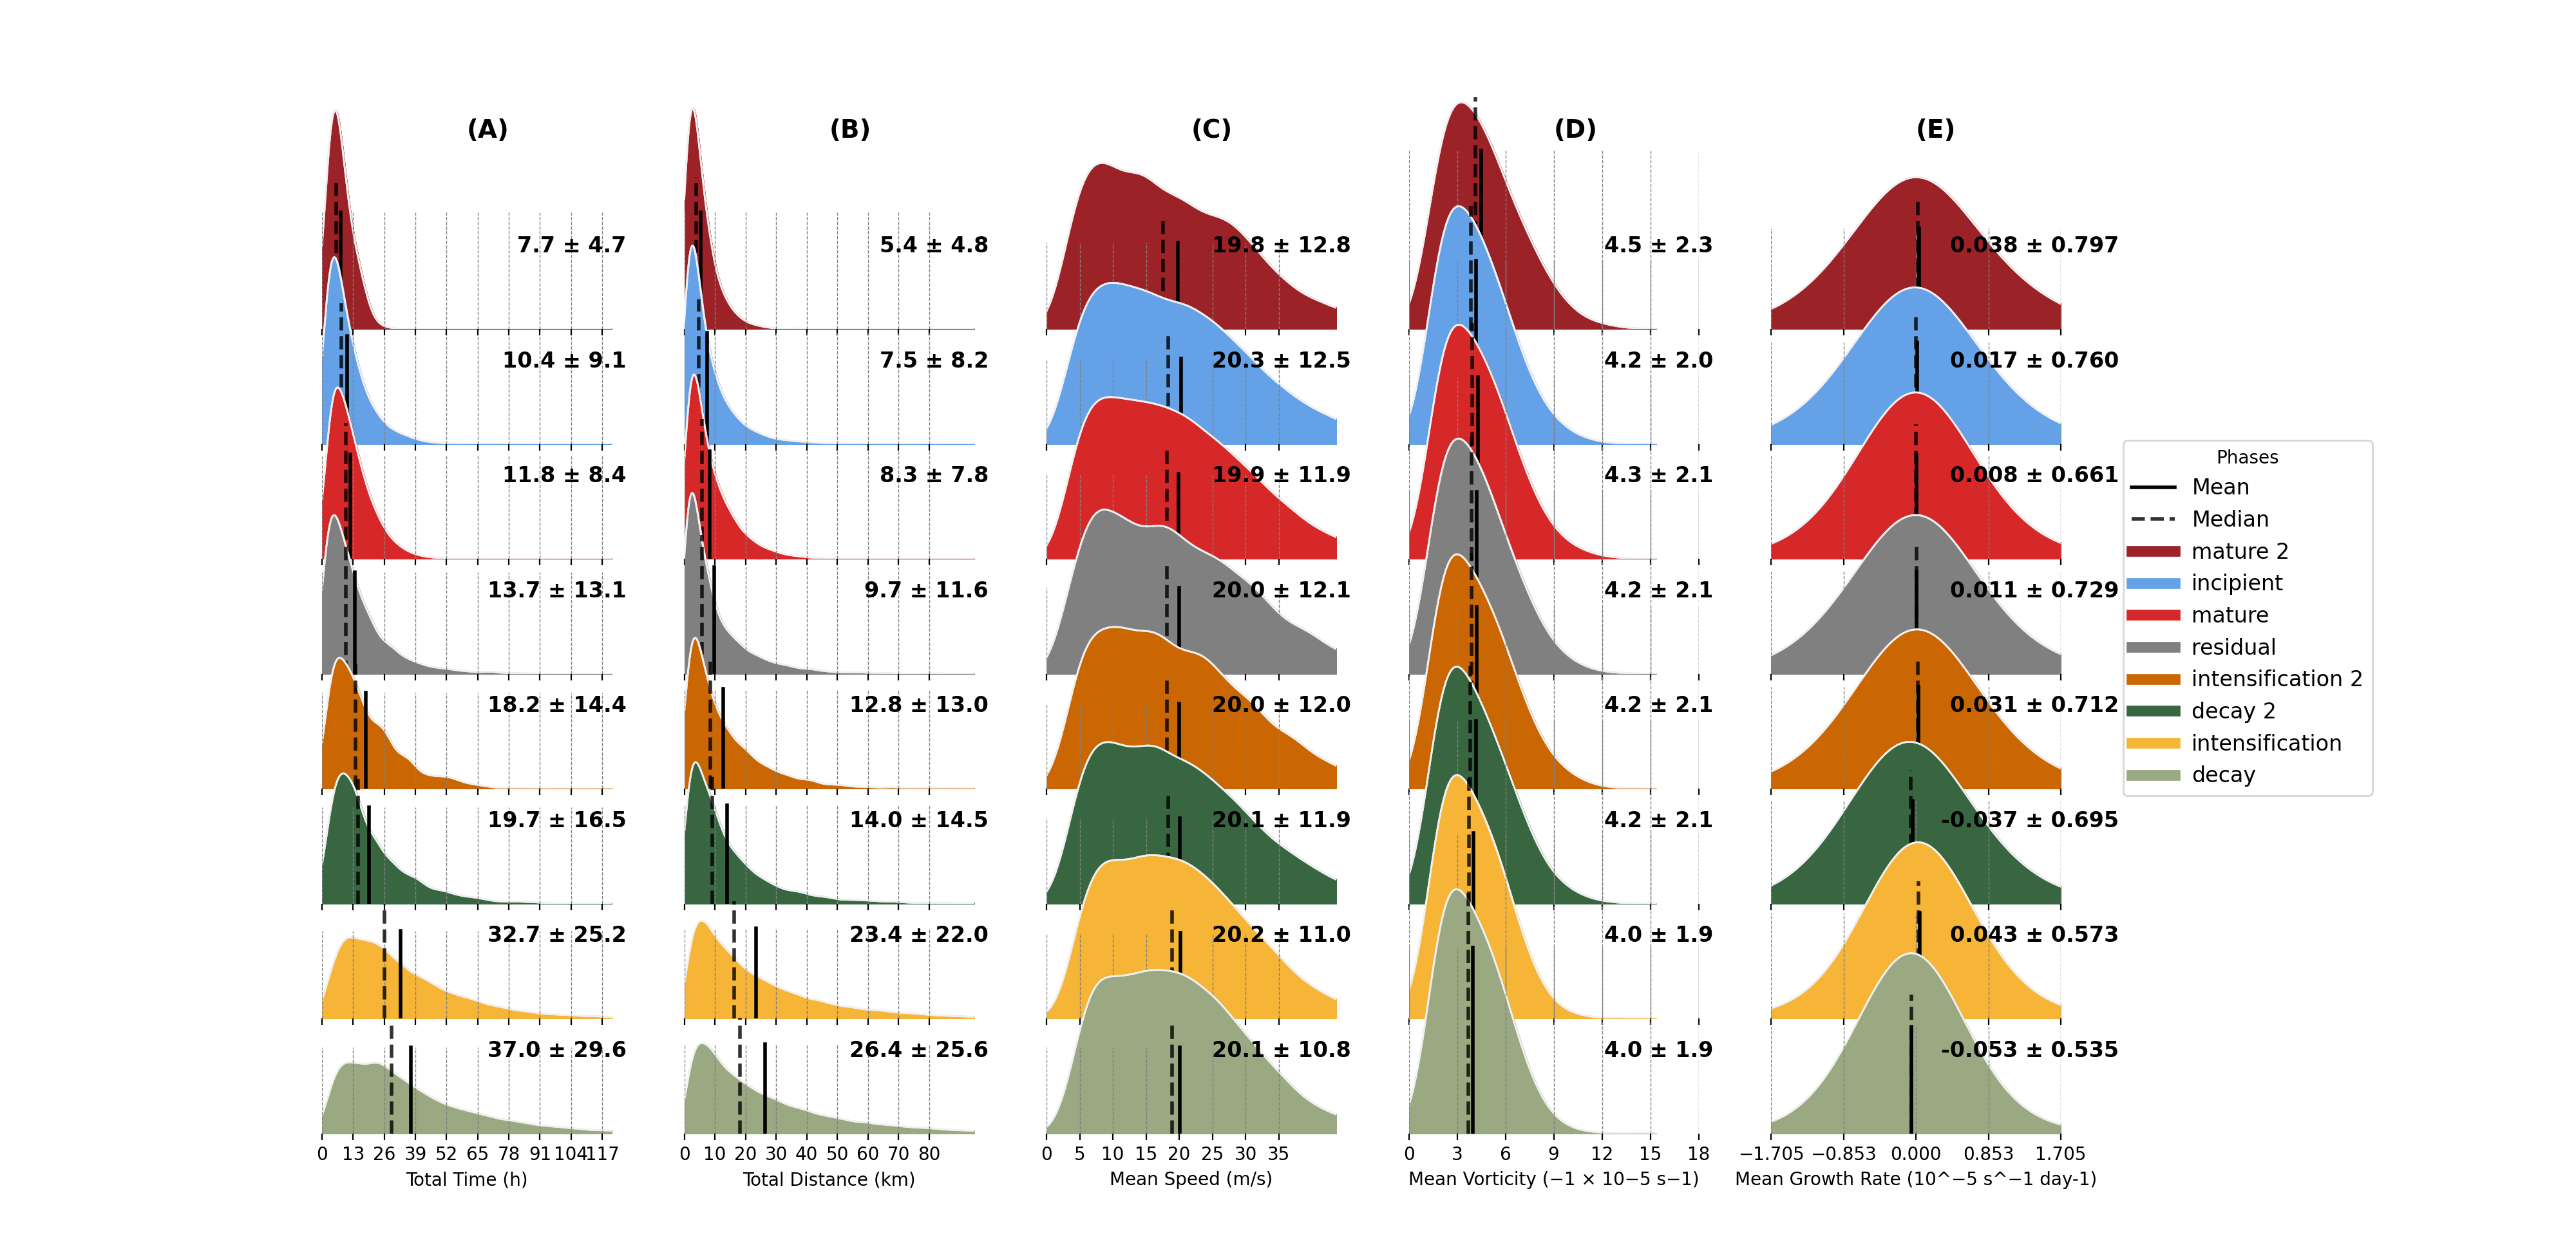 (A) (B) (C) (D) (E)
7.7 ± 4.7 5.4 ± 4.8 19.8 ± 12.8 4.5 ± 2.3 0.038 ± 0.797
10.4 ± 9.1 7.5 ± 8.2 20.3 ± 12.5 4.2 ± 2.0 0.017 ± 0.760
11.8 ± 8.4 8.3 ± 7.8 19.9 ± 11.9 4.3 ± 2.1 0.008 ± 0.661
13.7 ± 13.1 9.7 ± 11.6 20.0 ± 12.1 4.2 ± 2.1 0.011 ± 0.729
18.2 ± 14.4 12.8 ± 13.0 20.0 ± 12.0 4.2 ± 2.1 0.031 ± 0.712
19.7 ± 16.5 14.0 ± 14.5 20.1 ± 11.9 4.2 ± 2.1 -0.037 ± 0.695
32.7 ± 25.2 23.4 ± 22.0 20.2 ± 11.0 4.0 ± 1.9 0.043 ± 0.573
37.0 ± 29.6 26.4 ± 25.6 20.1 ± 10.8 4.0 ± 1.9 -0.053 ± 0.535
0 13 26 39 52 65 78 91 104 117 0 10 20 30 40 50 60 70 80 0 5 10 15 20 25 30 35 0 3 6 9 12 15 18 −1.705 −0.853 0.000 0.853 1.705
Total Time (h) Total Distance (km) Mean Speed (m/s) Mean Vorticity (−1 × 10−5 s−1) Mean Growth Rate (10^−5 s^−1 day-1)
Phases
Mean
Median
mature 2
incipient
mature
residual
intensification 2
decay 2
intensification
decay